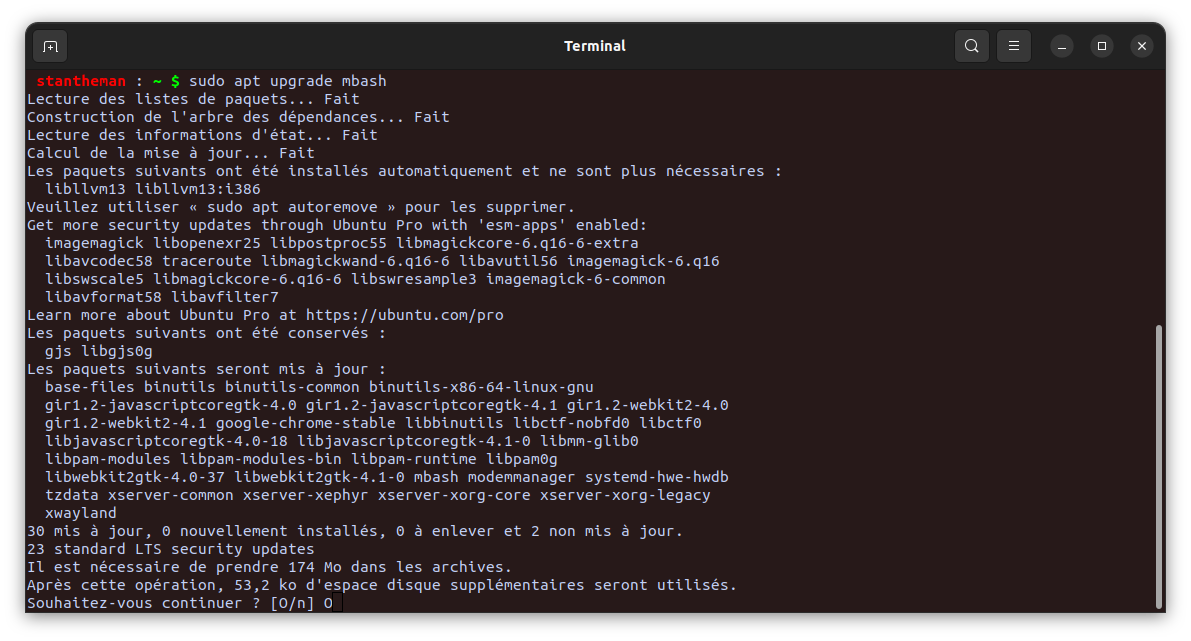 Terminal
stantheman : ~ $ sudo apt upgrade mbash
Lecture des listes de paquets... Fait
Construction de l'arbre des dépendances... Fait
Lecture des informations d'état... Fait
Calcul de la mise à jour... Fait
Les paquets suivants ont été installés automatiquement et ne sont plus nécessaires :
  libllvm13 libllvm13:i386
Veuillez utiliser « sudo apt autoremove » pour les supprimer.
Get more security updates through Ubuntu Pro with 'esm-apps' enabled:
  imagemagick libopenexr25 libpostproc55 libmagickcore-6.q16-6-extra
  libavcodec58 traceroute libmagickwand-6.q16-6 libavutil56 imagemagick-6.q16
  libswscale5 libmagickcore-6.q16-6 libswresample3 imagemagick-6-common
  libavformat58 libavfilter7
Learn more about Ubuntu Pro at https://ubuntu.com/pro
Les paquets suivants ont été conservés :
  gjs libgjs0g
Les paquets suivants seront mis à jour :
  base-files binutils binutils-common binutils-x86-64-linux-gnu
  gir1.2-javascriptcoregtk-4.0 gir1.2-javascriptcoregtk-4.1 gir1.2-webkit2-4.0
  gir1.2-webkit2-4.1 google-chrome-stable libbinutils libctf-nobfd0 libctf0
  libjavascriptcoregtk-4.0-18 libjavascriptcoregtk-4.1-0 libmm-glib0
  libpam-modules libpam-modules-bin libpam-runtime libpam0g
  libwebkit2gtk-4.0-37 libwebkit2gtk-4.1-0 mbash modemmanager systemd-hwe-hwdb
  tzdata xserver-common xserver-xephyr xserver-xorg-core xserver-xorg-legacy
  xwayland
30 mis à jour, 0 nouvellement installés, 0 à enlever et 2 non mis à jour.
23 standard LTS security updates
Il est nécessaire de prendre 174 Mo dans les archives.
Après cette opération, 53,2 ko d'espace disque supplémentaires seront utilisés.
Souhaitez-vous continuer ? [O/n] O